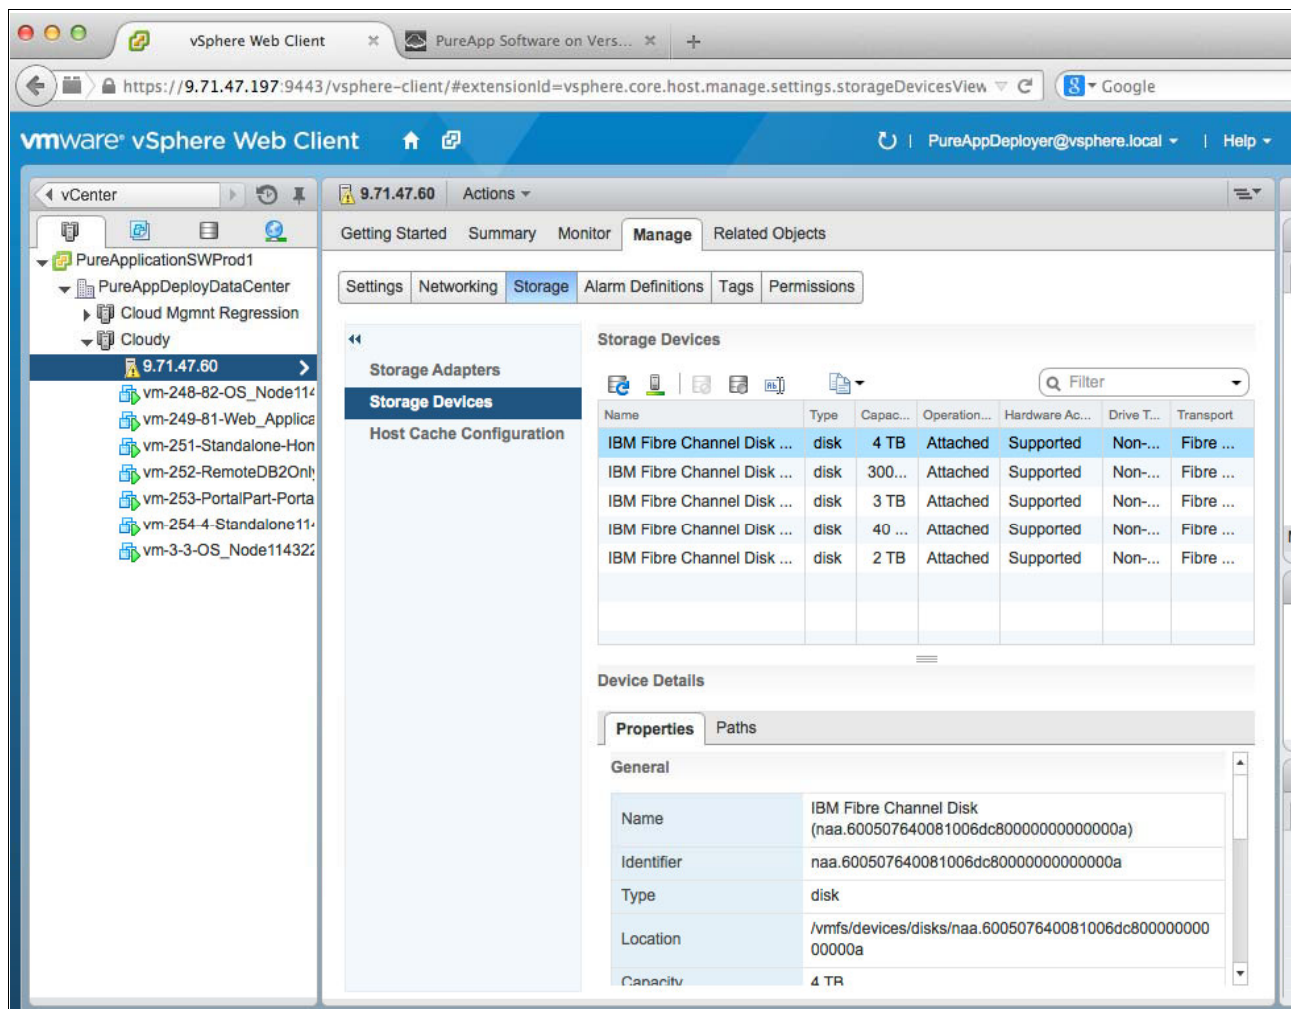 vSphere Web Client
PureApp Software on Vers...
https://9.71.47.197:9443/vsphere-client/#extensionId=vsphere.core.host.manage.settings.storageDevicesView
Google
vmware® vSphere Web Client
PureAppDeployer@vsphere.local
Help
vCenter
9.71.47.60
Actions
Getting Started
Summary
Monitor
Manage
Related Objects
PureApplicationSWProd1
PureAppDeployDataCenter
Cloud Mgmnt Regression
Cloudy
9.71.47.60
vm-248-82-OS_Node114
vm-249-81-Web_Applica
vm-251-Standalone-Hom
vm-252-RemoteDB2Only
vm-253-PortalPart-Porta
vm-254-4-Standalone114
vm-3-3-OS_Node114322
Settings
Networking
Storage
Alarm Definitions
Tags
Permissions
Storage Adapters
Storage Devices
Host Cache Configuration
Storage Devices
Filter
Name Type Capac... Operation... Hardware Ac... Drive T... Transport
IBM Fibre Channel Disk ... disk 4 TB Attached Supported Non-... Fibre ...
IBM Fibre Channel Disk ... disk 300... Attached Supported Non-... Fibre ...
IBM Fibre Channel Disk ... disk 3 TB Attached Supported Non-... Fibre ...
IBM Fibre Channel Disk ... disk 40 ... Attached Supported Non-... Fibre ...
IBM Fibre Channel Disk ... disk 2 TB Attached Supported Non-... Fibre ...
Device Details
Properties
Paths
General
Name
IBM Fibre Channel Disk
(naa.600507640081006dc80000000000000a)
Identifier
naa.600507640081006dc80000000000000a
Type
disk
Location
/vmfs/devices/disks/naa.600507640081006dc800000000
00000a
Capacity
4 TB